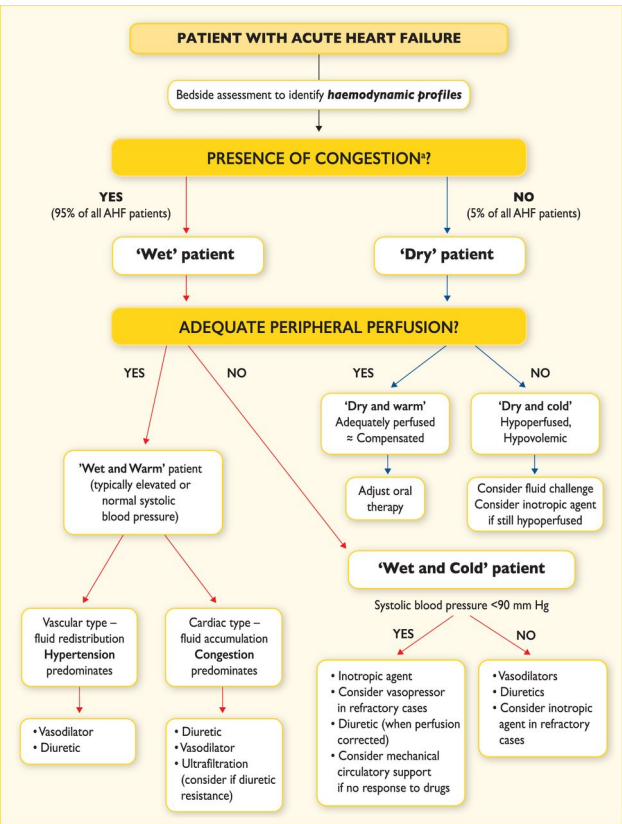 PATIENT WITH ACUTE HEART FAILURE
Bedside assessment to identify haemodynamic profiles
PRESENCE OF CONGESTIONᵃ?
YES
(95% of all AHF patients)
NO
(5% of all AHF patients)
‘Wet’ patient
‘Dry’ patient
ADEQUATE PERIPHERAL PERFUSION?
YES
NO
YES
NO
‘Dry and warm’
Adequately perfused
≈ Compensated
‘Dry and cold’
Hypoperfused,
Hypovolemic
’Wet and Warm’ patient
(typically elevated or
normal systolic
blood pressure)
Adjust oral
therapy
Consider fluid challenge
Consider inotropic agent
if still hypoperfused
‘Wet and Cold’ patient
Systolic blood pressure <90 mm Hg
YES
NO
Vascular type –
fluid redistribution
Hypertension
predominates
Cardiac type –
fluid accumulation
Congestion
predominates
• Vasodilator
• Diuretic
• Diuretic
• Vasodilator
• Ultrafiltration
(consider if diuretic
resistance)
• Inotropic agent
• Consider vasopressor
in refractory cases
• Diuretic (when perfusion
corrected)
• Consider mechanical
circulatory support
if no response to drugs
• Vasodilators
• Diuretics
• Consider inotropic
agent in refractory
cases